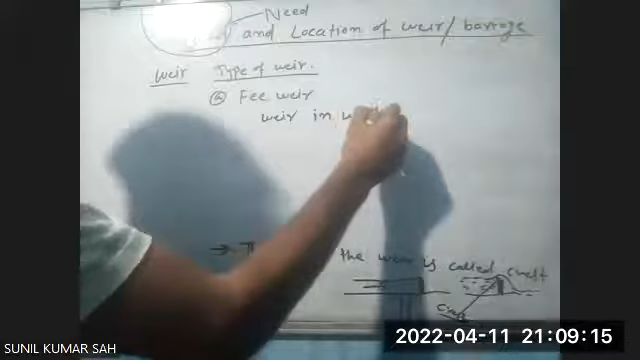 Need
and Location of weir/barrage
Weir Type of weir.
(a) Fee weir
weir in
the weir is called crest
2022-04-11 21:09:15
SUNIL KUMAR SAH